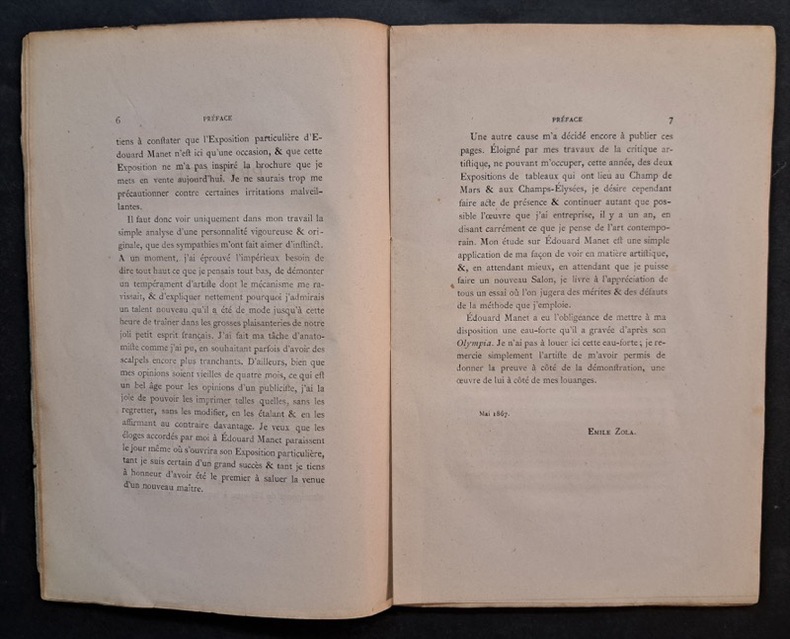 6 PRÉFACE
tiens à constater que l'Exposition particulière d'E-
douard Manet n'est ici qu'une occasion, & que cette
Exposition ne m'a pas inspiré la brochure que je
mets en vente aujourd'hui. Je ne saurais trop me
précautionner contre certaines irritations malveil-
lantes.
Il faut donc voir uniquement dans mon travail la
simple analyse d'une personnalité vigoureuse & ori-
ginale, que des sympathies m'ont fait aimer d'instinct.
A un moment, j'ai éprouvé l'impérieux besoin de
dire tout haut ce que je pensais tout bas, de démonter
un tempérament d'artiste dont le mécanisme me ra-
vissait, & d'expliquer nettement pourquoi j'admirais
un talent nouveau qu'il a été de mode jusqu'à cette
heure de traîner dans les grosses plaisanteries de notre
joli petit esprit français. J'ai fait ma tâche d'anato-
miste comme j'ai pu, en souhaitant parfois d'avoir des
scalpels encore plus tranchants. D'ailleurs, bien que
mes opinions soient vieilles de quatre mois, ce qui est
un bel âge pour les opinions d'un publiciste, j'ai la
joie de pouvoir les imprimer telles quelles, sans les
regretter, sans les modifier, en les étalant & en les
affirmant au contraire davantage. Je veux que les
éloges accordés par moi à Édouard Manet paraissent
le jour même où s'ouvrira son Exposition particulière,
tant je suis certain d'un grand succès & tant je tiens
à honneur d'avoir été le premier à saluer la venue
d'un nouveau maître.
PRÉFACE 7
Une autre cause m'a décidé encore à publier ces
pages. Éloigné par mes travaux de la critique ar-
tistique, ne pouvant m'occuper, cette année, des deux
Expositions de tableaux qui ont lieu au Champ de
Mars & aux Champs-Élysées, je désire cependant
faire acte de présence & continuer autant que pos-
sible l'œuvre que j'ai entreprise, il y a un an, en
disant carrément ce que je pense de l'art contempo-
rain. Mon étude sur Édouard Manet est une simple
application de ma façon de voir en matière artistique,
&, en attendant mieux, en attendant que je puisse
faire un nouveau Salon, je livre à l'appréciation de
tous un essai où l'on jugera des mérites & des défauts
de la méthode que j'emploie.
Édouard Manet a eu l'obligeance de mettre à ma
disposition une eau-forte qu'il a gravée d'après son
Olympia. Je n'ai pas à louer ici cette eau-forte ; je re-
mercie simplement l'artiste de m'avoir permis de
donner la preuve à côté de la démonstration, une
œuvre de lui à côté de mes louanges.
Mai 1867.
EMILE ZOLA.